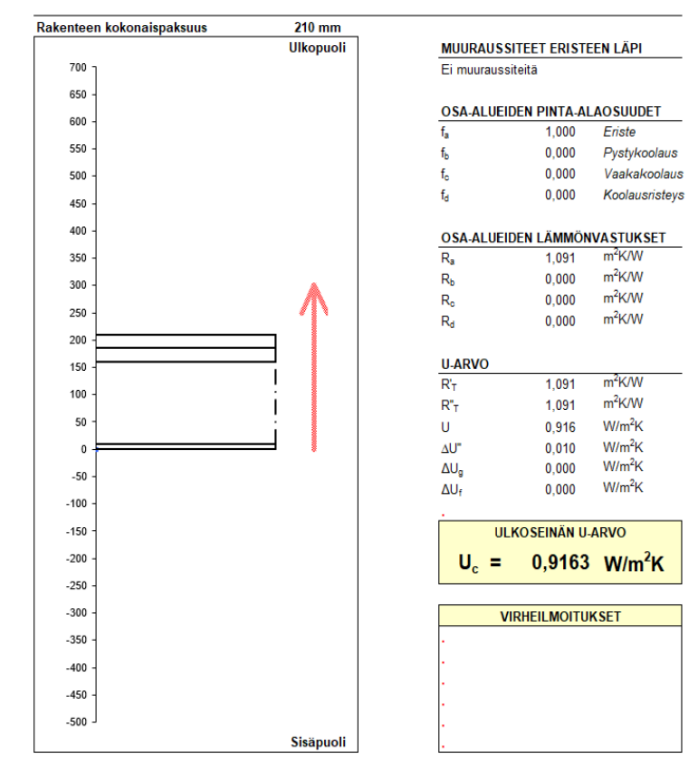 Rakenteen kokonaispaksuus 210 mm
Ulkopuoli
700
650
600
550
500
450
400
350
300
250
200
150
100
50
0
-50
-100
-150
-200
-250
-300
-350
-400
-450
-500
Sisäpuoli
MUURAUSSITEET ERISTEEN LÄPI
Ei muuraussiteitä
OSA-ALUEIDEN PINTA-ALAOSUUDET
fa 1,000 Eriste
fb 0,000 Pystykoolaus
fc 0,000 Vaakakoolaus
fd 0,000 Koolausristeys
OSA-ALUEIDEN LÄMMÖNVASTUKSET
Ra 1,091 m²K/W
Rb 0,000 m²K/W
Rc 0,000 m²K/W
Rd 0,000 m²K/W
U-ARVO
R'T 1,091 m²K/W
R"T 1,091 m²K/W
U 0,916 W/m²K
ΔU" 0,010 W/m²K
ΔUg 0,000 W/m²K
ΔUf 0,000 W/m²K
ULKOSEINÄN U-ARVO
Uc = 0,9163 W/m²K
VIRHEILMOITUKSET